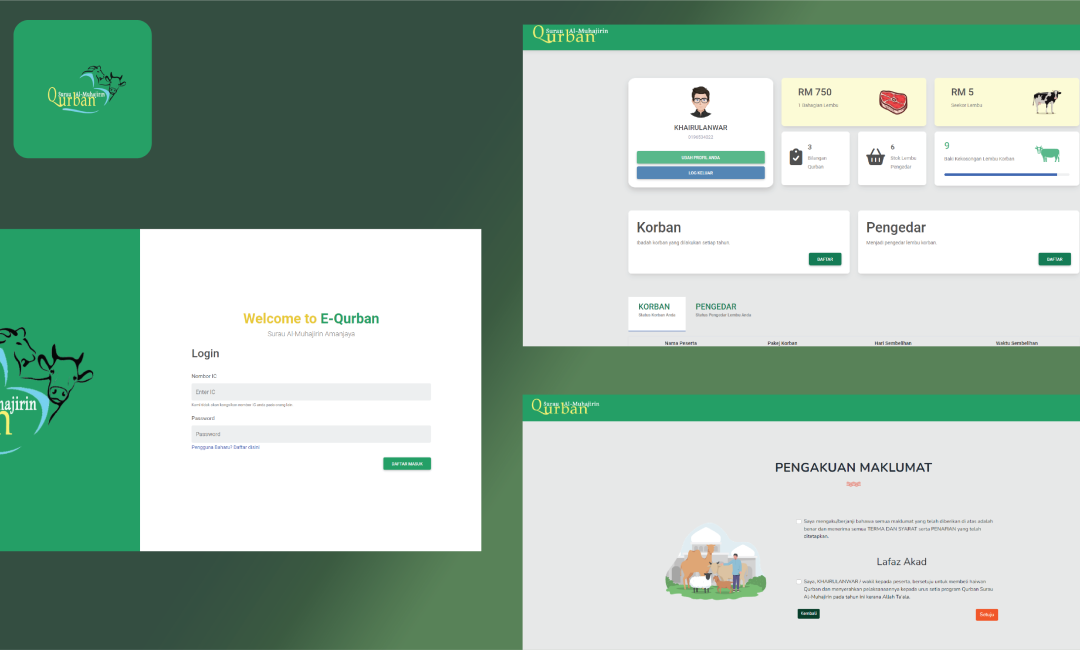 Surau Al-Muhajirin
Qurban
Welcome to E-Qurban
Surau Al Muhajirin Amanjaya
Login
Nombor IC
Enter IC
Password
Password
Pengguna Baharu? Daftar disini
DAFTAR MASUK
hajirin
Surau Al-Muhajirin
Qurban
KHAIRULANWAR
UBAH PROFIL ANDA
LOG KELUAR
RM 750
1 Bahagian Lembu
RM 5
Seekor Lembu
3
Bilangan
Qurban
6
Stok Lembu
Pengedar
9
Baki Kekosongan Lembu Korban
Korban
Ibadah korban yang dilakukan setiap tahun.
DAFTAR
Pengedar
Menjadi pengedar lembu korban.
DAFTAR
KORBAN
Status Korban Anda
PENGEDAR
Status Pengedar Lembu Anda
Nama Peserta
Pakej Korban
Hari Sembelihan
Waktu Sembelihan
Surau Al-Muhajirin
Qurban
PENGAKUAN MAKLUMAT
Saya mengaku/berjanji bahawa semua maklumat yang telah diberikan di atas adalah
benar dan menerima semua TERMA DAN SYARAT serta PENARIAN yang telah
ditetapkan.
Lafaz Akad
Saya, KHAIRULANWAR / wakil kepada peserta, bersetuju untuk membeli haiwan
Qurban dan menyerahkan pelaksanaannya kepada urus setia program Qurban Surau
Al-Muhajirin pada tahun ini kerana Allah Ta'ala.
Kembali
Setuju